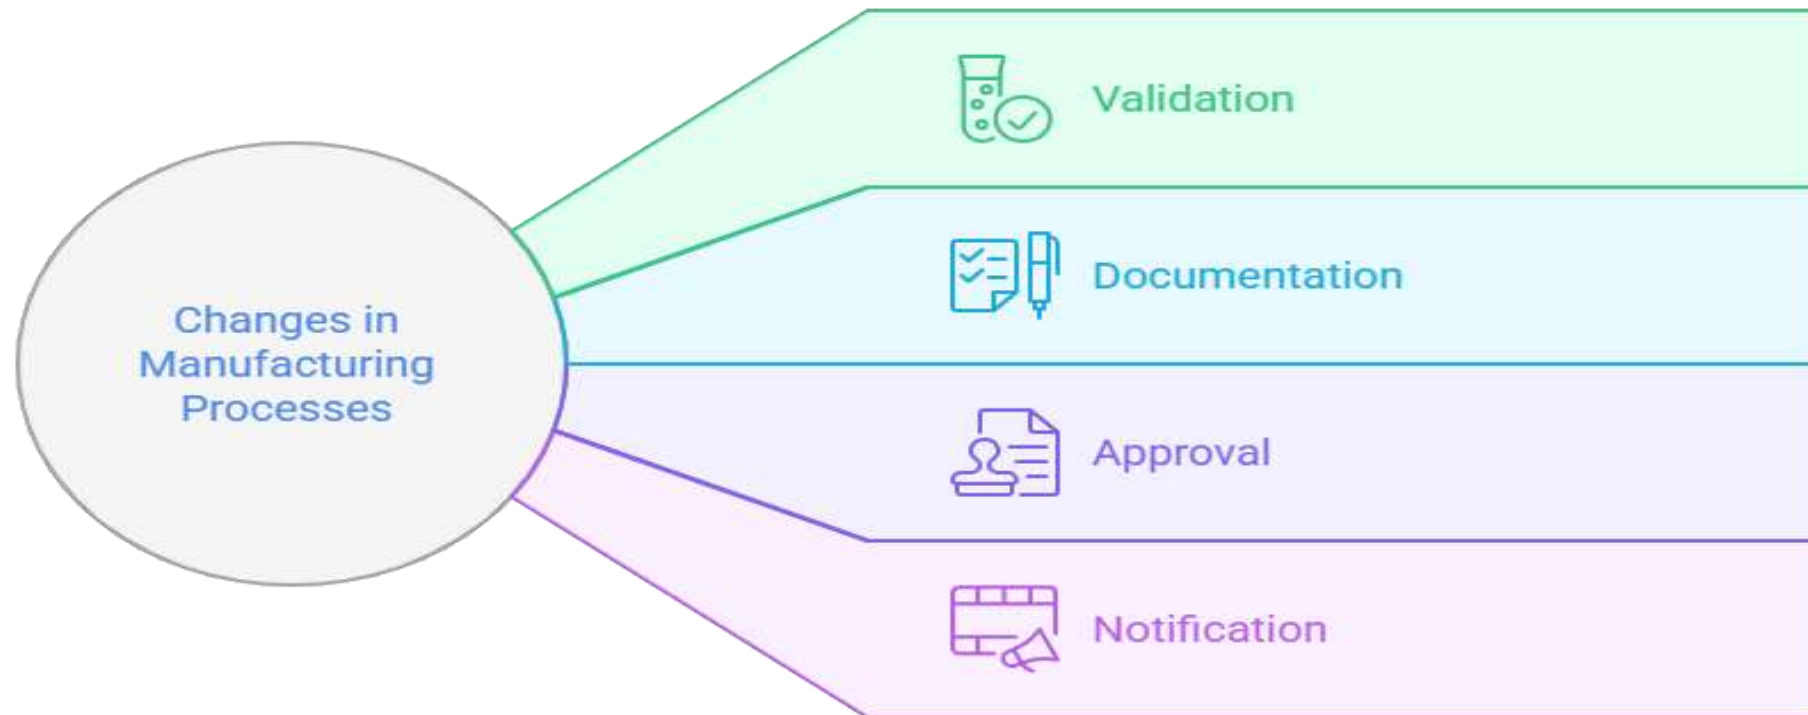 Changes in
Manufacturing
Processes
Validation
Documentation
Approval
Notification